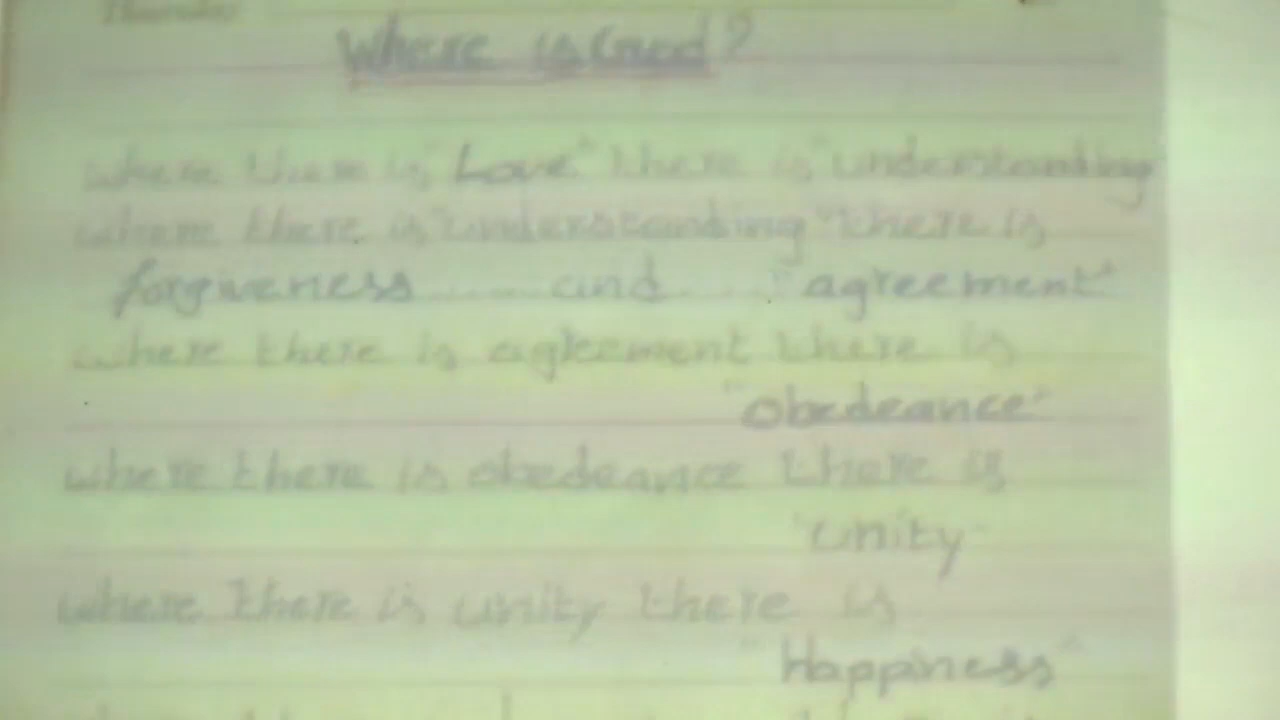 Where is God?
where there is "Love" there is "understanding
where there is "understanding" there is
forgiveness ..... and ..... "agreement"
where there is agreement there is
"obedeance"
where there is obedeance there is
"unity"
where there is unity there is
"Happiness"